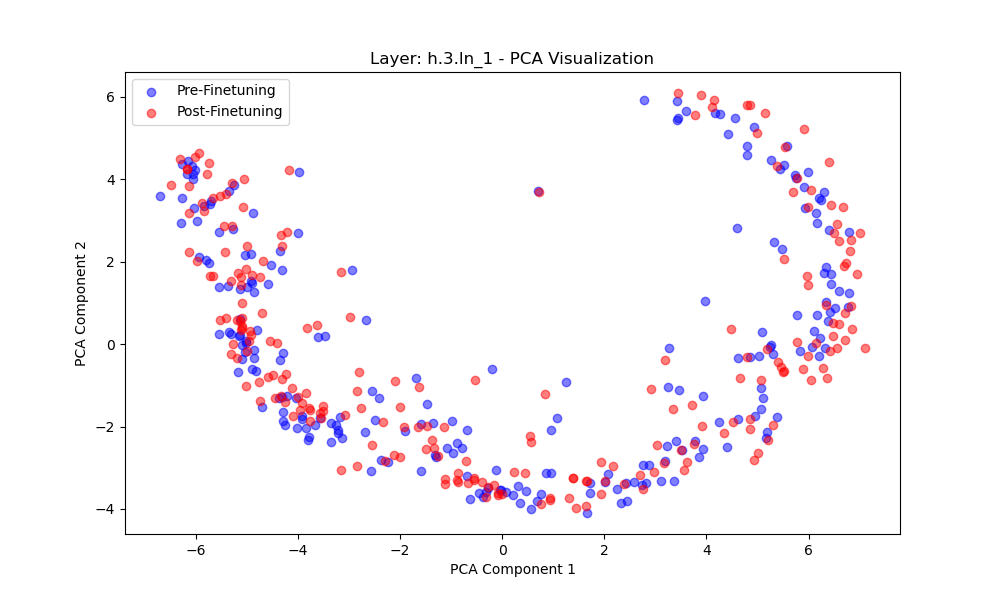 Layer: h.3.ln_1 - PCA Visualization
Pre-Finetuning
Post-Finetuning
PCA Component 2
6
4
2
0
−2
−4
−6 −4 −2 0 2 4 6
PCA Component 1